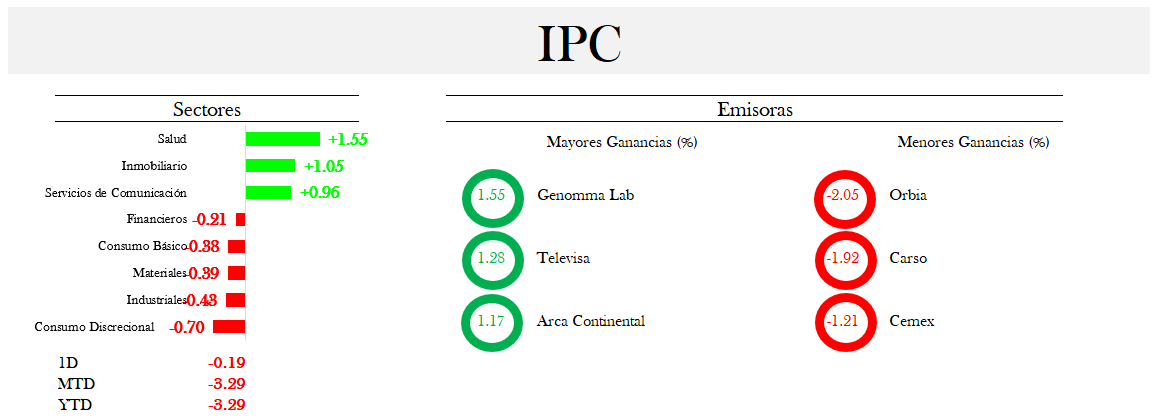 IPC
Sectores
Salud +1.55
Inmobiliario +1.05
Servicios de Comunicación +0.96
Financieros -0.21
Consumo Básico -0.38
Materiales -0.39
Industriales -0.43
Consumo Discrecional -0.70
1D -0.19
MTD -3.29
YTD -3.29
Emisoras
Mayores Ganancias (%) Menores Ganancias (%)
1.55 Genomma Lab -2.05 Orbia
1.28 Televisa -1.92 Carso
1.17 Arca Continental -1.21 Cemex